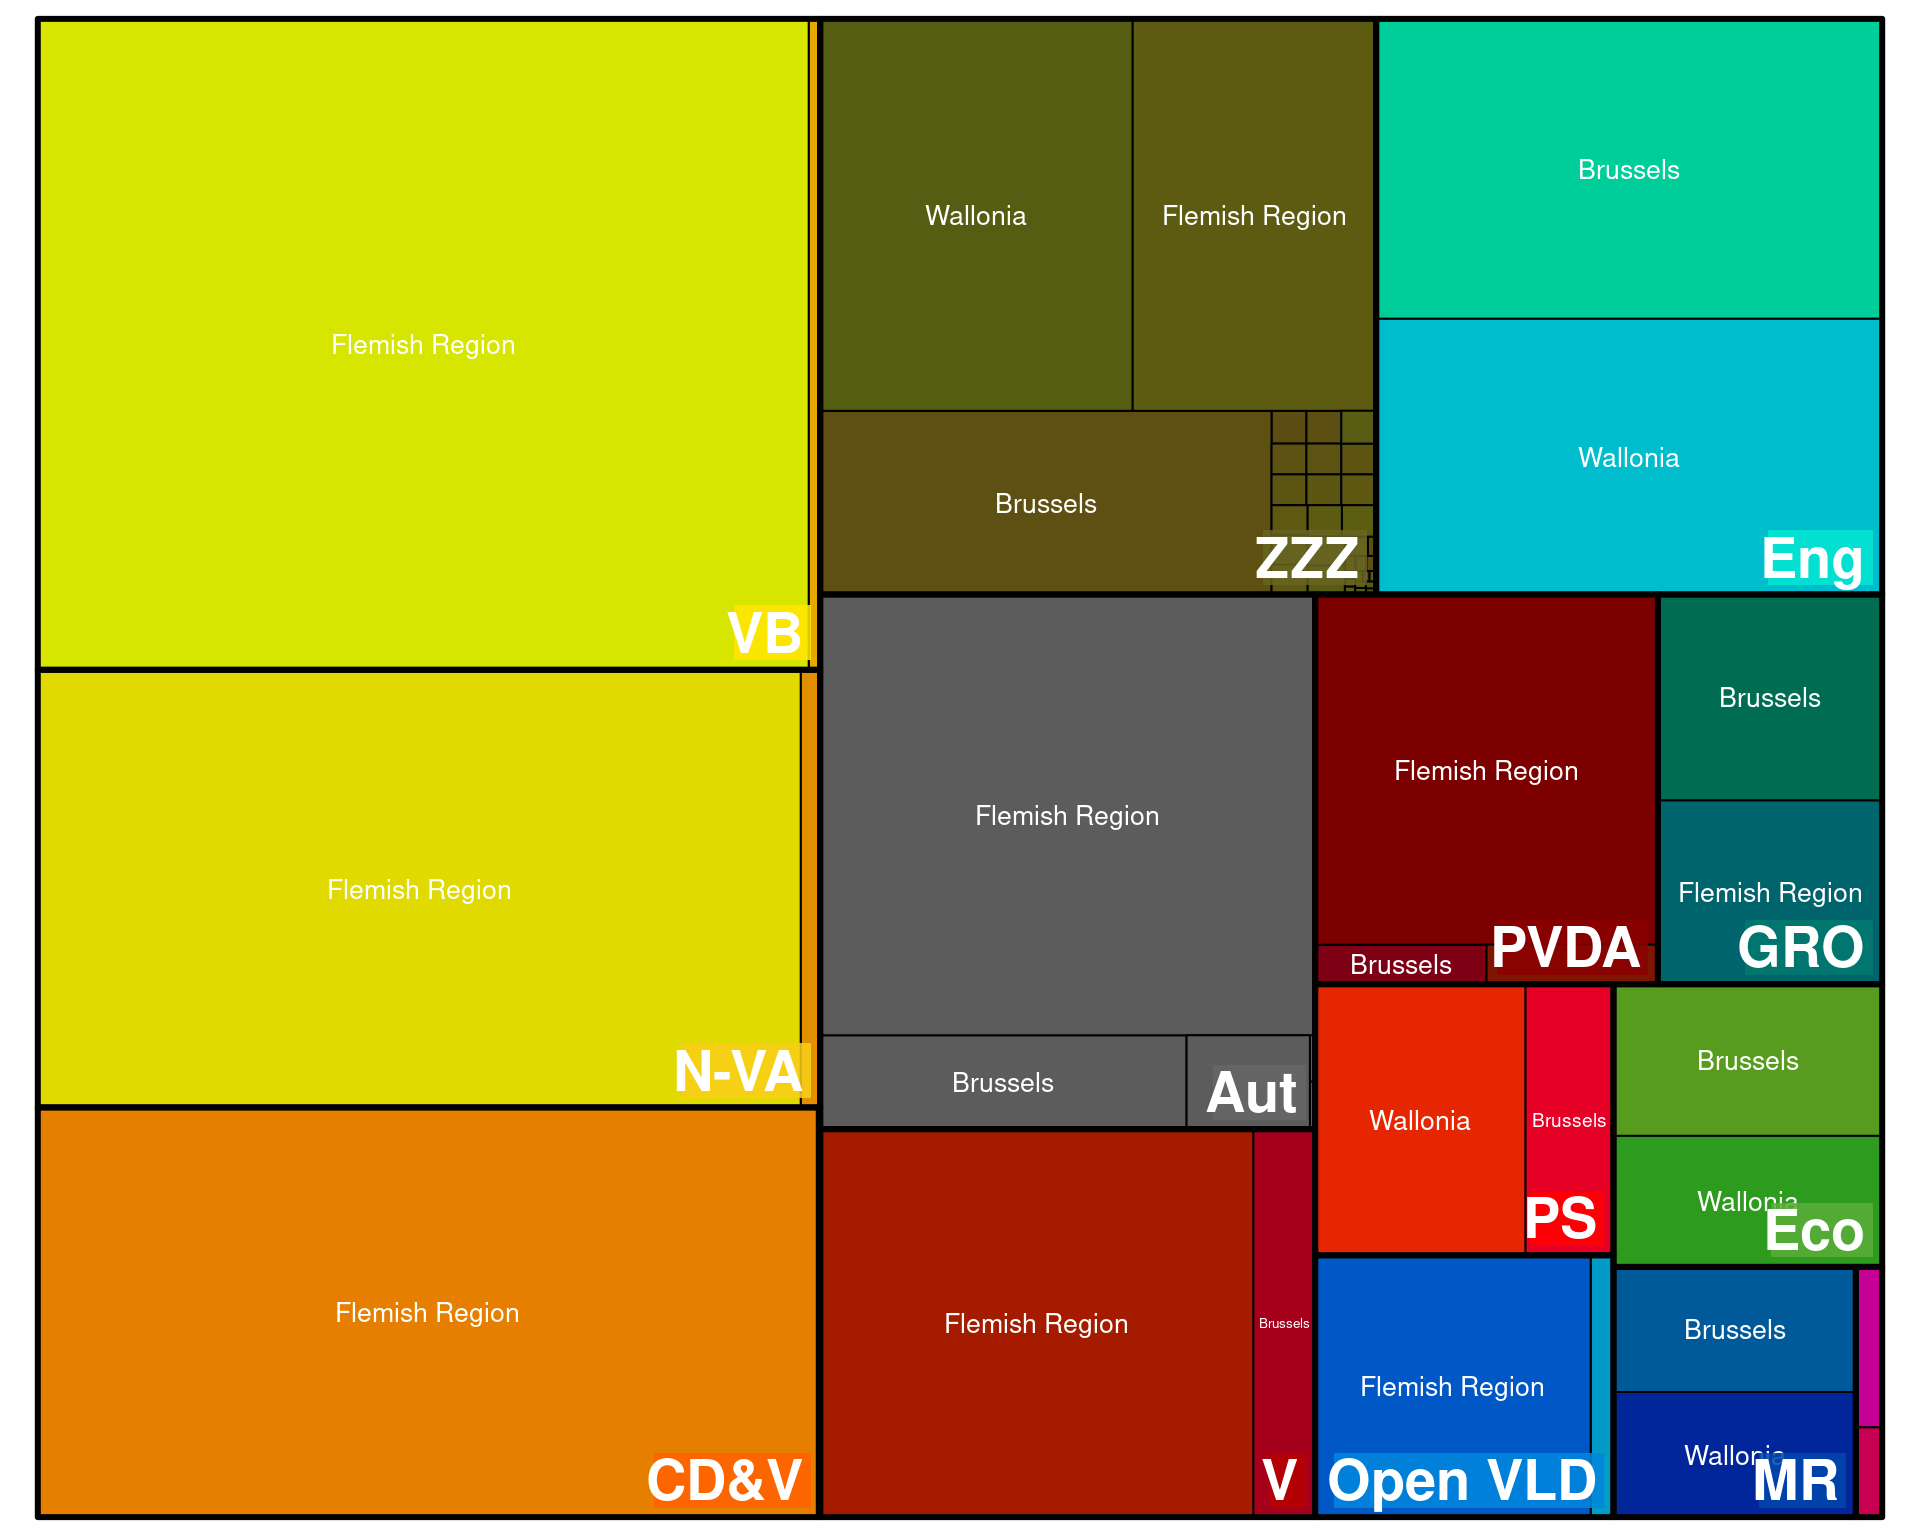 Flemish Region
VB
Flemish Region
N-VA
Flemish Region
CD&V
Wallonia
Flemish Region
Brussels
ZZZ
Brussels
Wallonia
Eng
Flemish Region
Brussels
Aut
Flemish Region
Brussels
V
Flemish Region
Brussels
PVDA
Brussels
Flemish Region
GRO
Wallonia
Brussels
PS
Brussels
Wallonia
Eco
Flemish Region
Open VLD
Brussels
Wallonia
MR